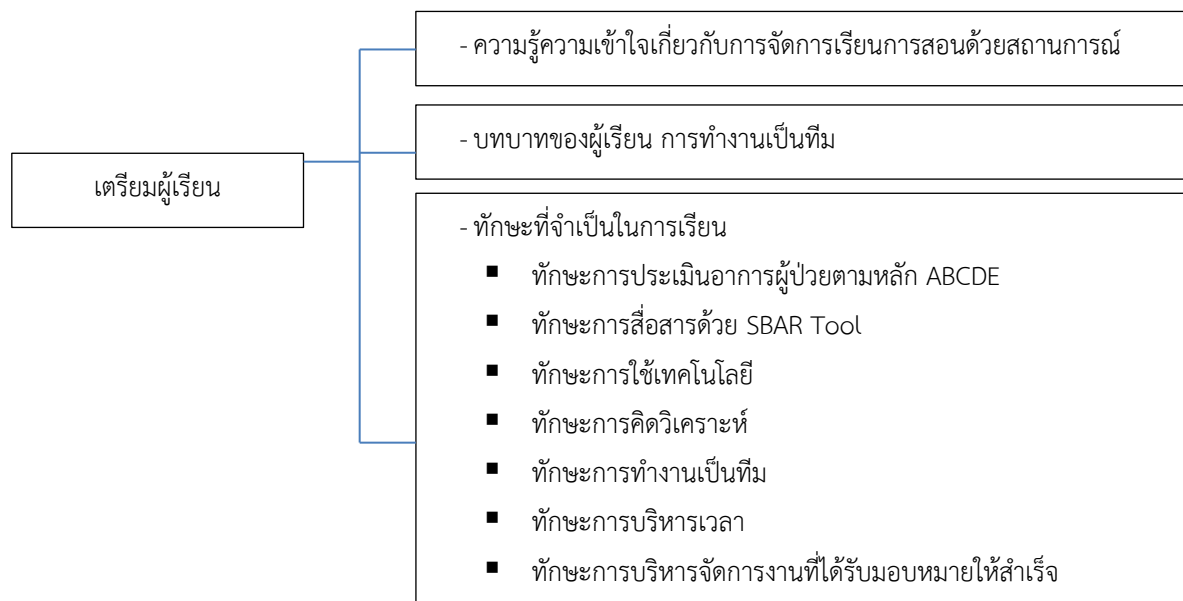 เตรียมผู้เรียน
- ความรู้ความเข้าใจเกี่ยวกับการจัดการเรียนการสอนด้วยสถานการณ์
- บทบาทของผู้เรียน การทำงานเป็นทีม
- ทักษะที่จำเป็นในการเรียน
■ ทักษะการประเมินอาการผู้ป่วยตามหลัก ABCDE
■ ทักษะการสื่อสารด้วย SBAR Tool
■ ทักษะการใช้เทคโนโลยี
■ ทักษะการคิดวิเคราะห์
■ ทักษะการทำงานเป็นทีม
■ ทักษะการบริหารเวลา
■ ทักษะการบริหารจัดการงานที่ได้รับมอบหมายให้สำเร็จ